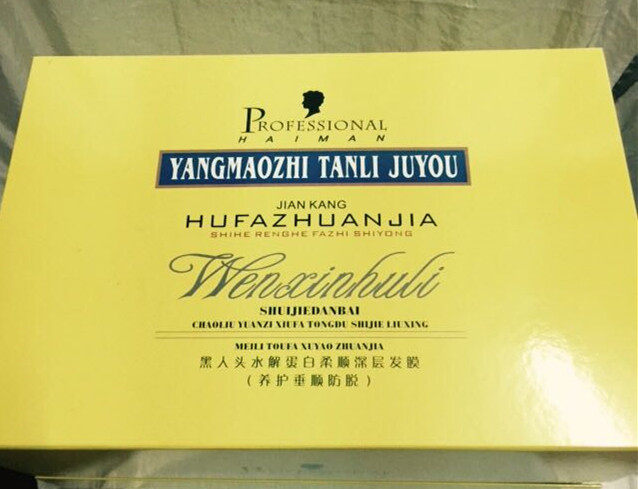 PROFESSIONAL
HAIMAN
YANGMAOZHI TANLI JUYOU
JIAN KANG
HUFAZHUANJIA
SHIHE RENGHE FAZHI SHIYONG
Wenxinhuli
SHUIJIEDANBAI
CHAOLIU YUANZI XIUFA TONGDU SHIJIE LIUXING
MEILI TOUFA XUYAO ZHUANJIA
黑人头水解蛋白柔顺深层发膜
(养护垂顺防脱)